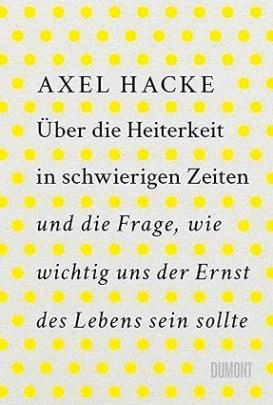 AXEL HACKE
Über die Heiterkeit
in schwierigen Zeiten
und die Frage, wie
wichtig uns der Ernst
des Lebens sein sollte
DUMONT